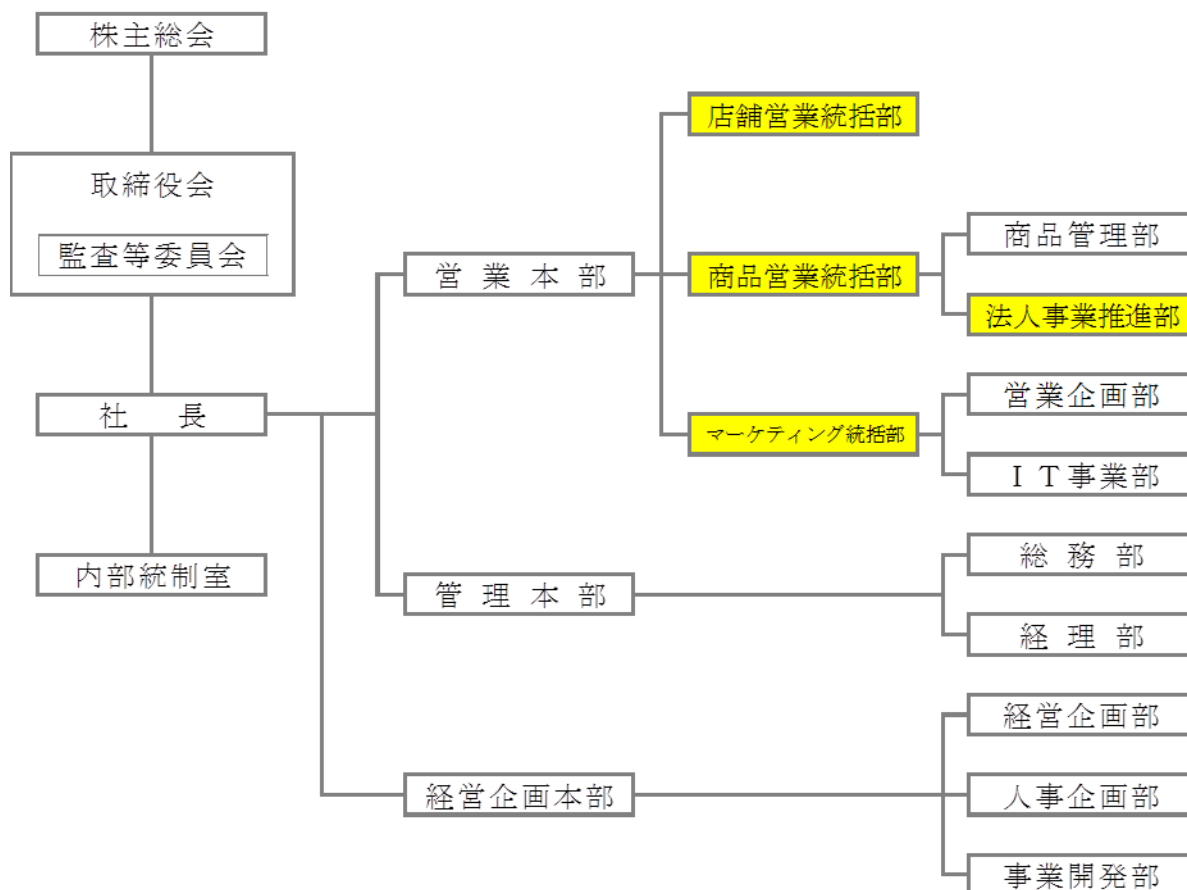 株主総会
取締役会
監査等委員会
社長
内部統制室
営業本部
店舗営業統括部
商品営業統括部
商品管理部
法人事業推進部
マーケティング統括部
営業企画部
ＩＴ事業部
管理本部
総務部
経理部
経営企画本部
経営企画部
人事企画部
事業開発部